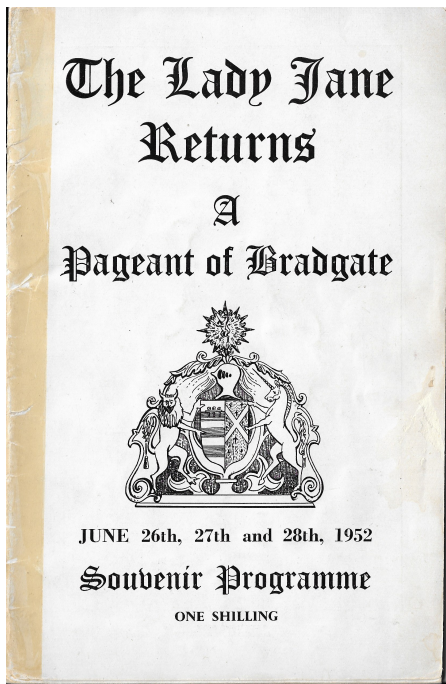 The Lady Jane
Returns
A
Pageant of Bradgate
JUNE 26th, 27th and 28th, 1952
Souvenir Programme
ONE SHILLING